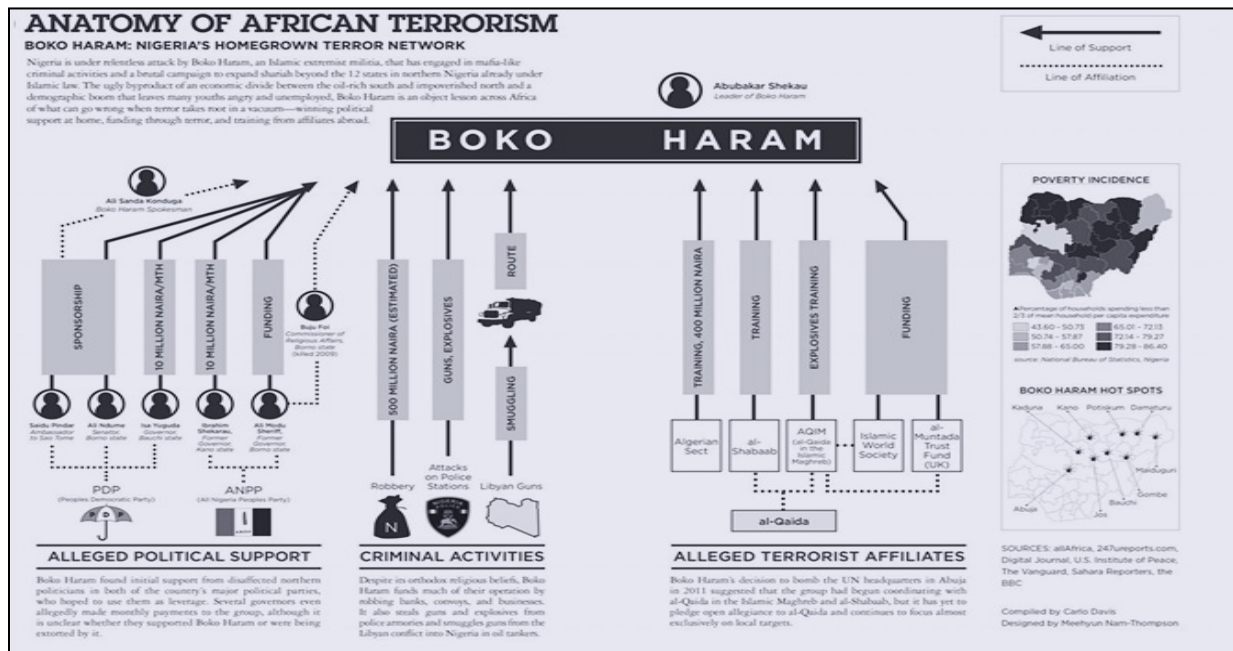 ANATOMY OF AFRICAN TERRORISM
BOKO HARAM: NIGERIA'S HOMEGROWN TERROR NETWORK
Nigeria is under relentless attack by Boko Haram, an Islamic extremist militia, that has engaged in mafia-like
criminal activities and a brutal campaign to expand shariah beyond the 12 states in northern Nigeria already under
Islamic law. The ugly byproduct of an economic divide between the oil-rich south and impoverished north and a
demographic boom that leaves many youths angry and unemployed, Boko Haram is an object lesson across Africa
of what can go wrong when terror takes root in a vacuum—winning political
support at home, funding through terror, and training from affiliates abroad.
Line of Support
Line of Affiliation
Abubakar Shekau
Leader of Boko Haram
BOKO HARAM
Ali Sanda Konduga
Boko Haram Spokesman
SPONSORSHIP
10 MILLION NAIRA/MTH
10 MILLION NAIRA/MTH
FUNDING
Buju Foi
Commissioner of
Religious Affairs,
Borno state
(killed 2009)
Saidu Pindar
Ambassador
to Sao Tome
Ali Ndume
Senator,
Borno state
Isa Yuguda
Governor,
Bauchi state
Ibrahim
Shekarau,
Former
Governor,
Kano state
Ali Modu
Sheriff,
Former
Governor,
Borno state
PDP
(Peoples Democratic Party)
PDP
ANPP
(All Nigeria Peoples Party)
500 MILLION NAIRA (ESTIMATED)
GUNS, EXPLOSIVES
ROUTE
SMUGGLING
Robbery
N
Attacks
on Police
Stations
Libyan Guns
TRAINING, 400 MILLION NAIRA
TRAINING
EXPLOSIVES TRAINING
FUNDING
Algerian
Sect
al-
Shabaab
AQIM
(al-Qaida
in the
Islamic
Maghreb)
Islamic
World
Society
al-
Muntada
Trust
Fund
(UK)
al-Qaida
ALLEGED POLITICAL SUPPORT
Boko Haram found initial support from disaffected northern
politicians in both of the country's major political parties,
who hoped to use them as leverage. Several governors even
allegedly made monthly payments to the group, although it
is unclear whether they supported Boko Haram or were being
extorted by it.
CRIMINAL ACTIVITIES
Despite its orthodox religious beliefs, Boko
Haram funds much of their operation by
robbing banks, convoys, and businesses.
It also steals guns and explosives from
police armories and smuggles guns from the
Libyan conflict into Nigeria in oil tankers.
ALLEGED TERRORIST AFFILIATES
Boko Haram's decision to bomb the UN headquarters in Abuja
in 2011 suggested that the group had begun coordinating with
al-Qaida in the Islamic Maghreb and al-Shabaab, but it has yet to
pledge open allegiance to al-Qaida and continues to focus almost
exclusively on local targets.
POVERTY INCIDENCE
Percentage of households spending less than
2/3 of mean household per capita expenditure
43.60 - 50.73
50.74 - 57.87
57.88 - 65.00
65.01 - 72.13
72.14 - 79.27
79.28 - 86.40
source: National Bureau of Statistics, Nigeria
BOKO HARAM HOT SPOTS
Kaduna Kano Potiskum Damaturu
Maiduguri
Gombe
Bauchi
Jos
Abuja
SOURCES: allAfrica, 247ureports.com,
Digital Journal, U.S. Institute of Peace,
The Vanguard, Sahara Reporters, the
BBC
Compiled by Carlo Davis
Designed by Meehyun Nam-Thompson